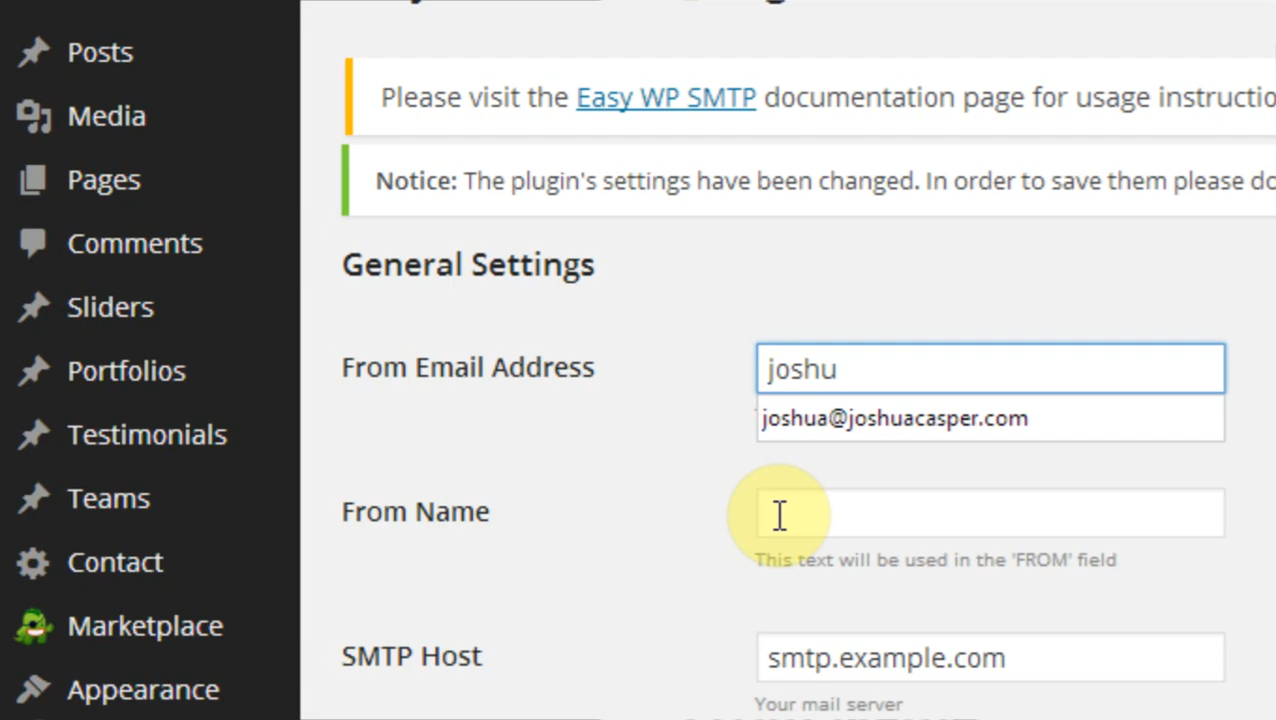 Posts
Media
Pages
Comments
Sliders
Portfolios
Testimonials
Teams
Contact
Marketplace
Appearance
Please visit the Easy WP SMTP documentation page for usage
Notice: The plugin's settings have been changed. In order to save them please
General Settings
From Email Address
joshu
joshua@joshuacasper.com
From Name
This text will be used in the 'FROM' field
SMTP Host
smtp.example.com
Your mail server